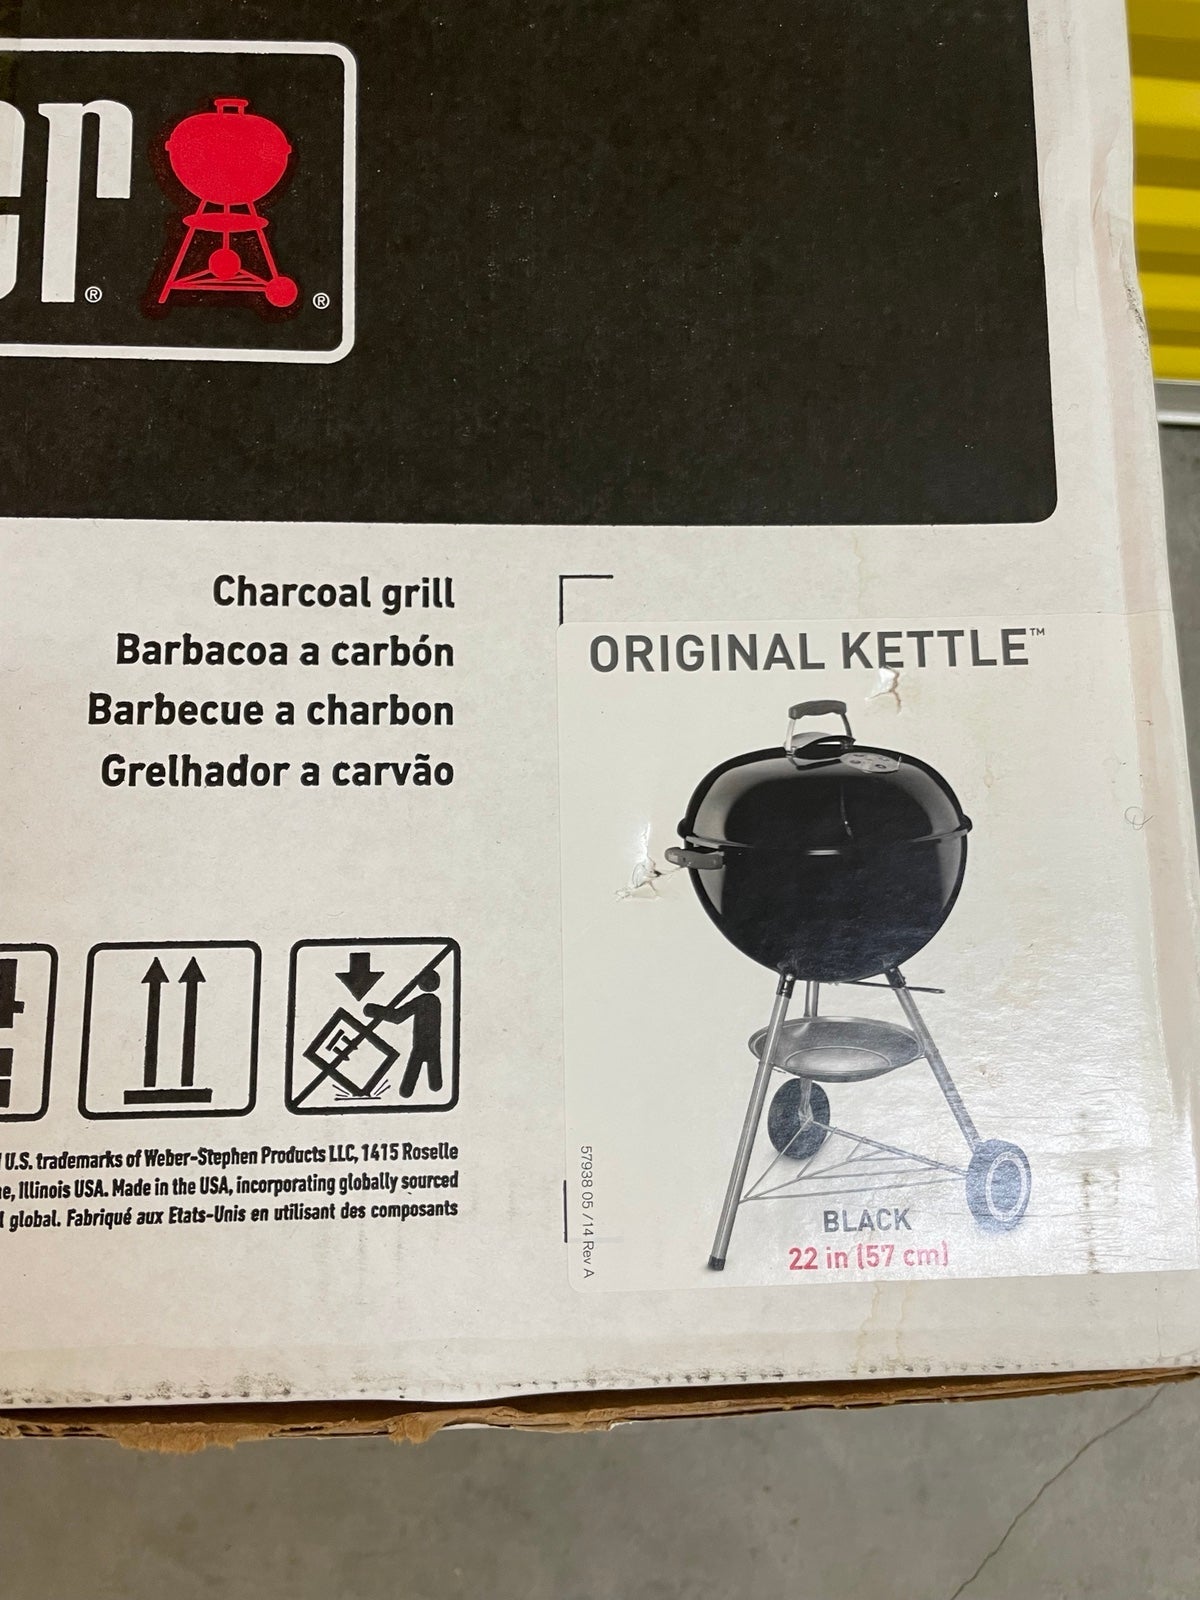 er®
®
Charcoal grill
Barbacoa a carbón
Barbecue a charbon
Grelhador a carvão
ORIGINAL KETTLE™
BLACK
22 in (57 cm)
57938 05 /14 Rev A
U.S. trademarks of Weber-Stephen Products LLC, 1415 Roselle
e, Illinois USA. Made in the USA, incorporating globally sourced
l global. Fabriqué aux Etats-Unis en utilisant des composants